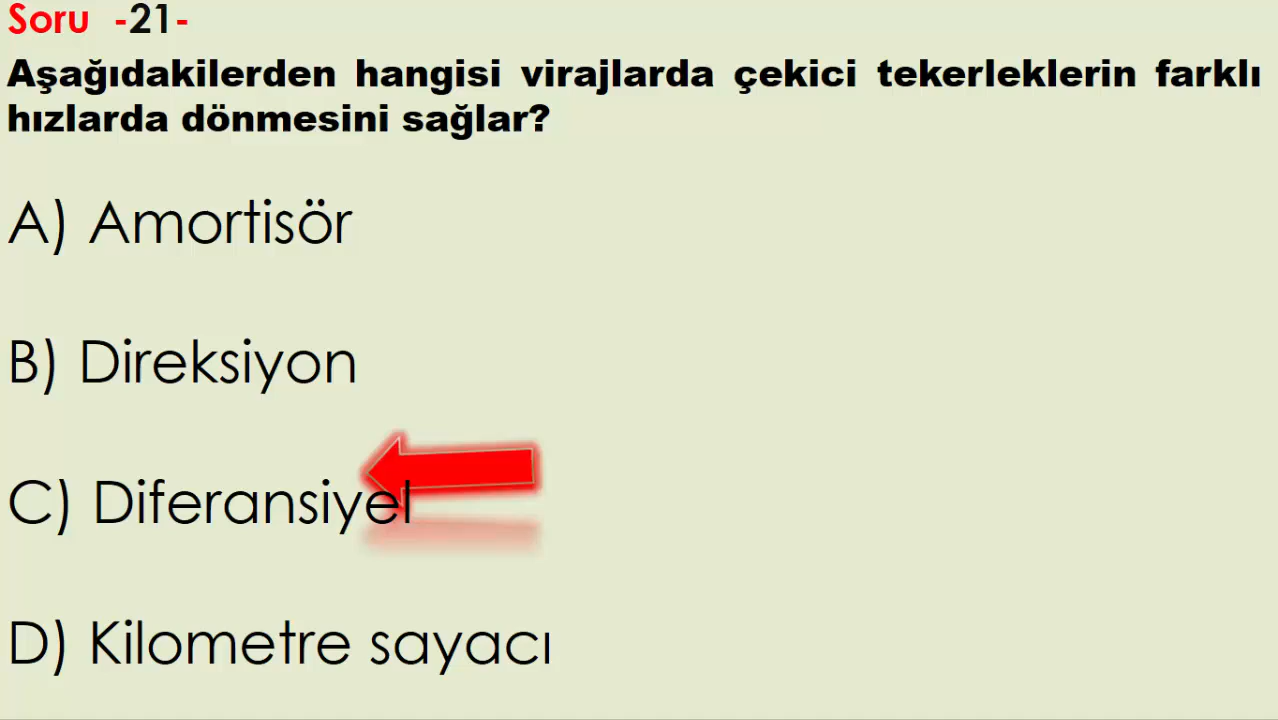 Soru -21-
Aşağıdakilerden hangisi virajlarda çekici tekerleklerin farklı
hızlarda dönmesini sağlar?
A) Amortisör
B) Direksiyon
C) Diferansiyel
D) Kilometre sayacı